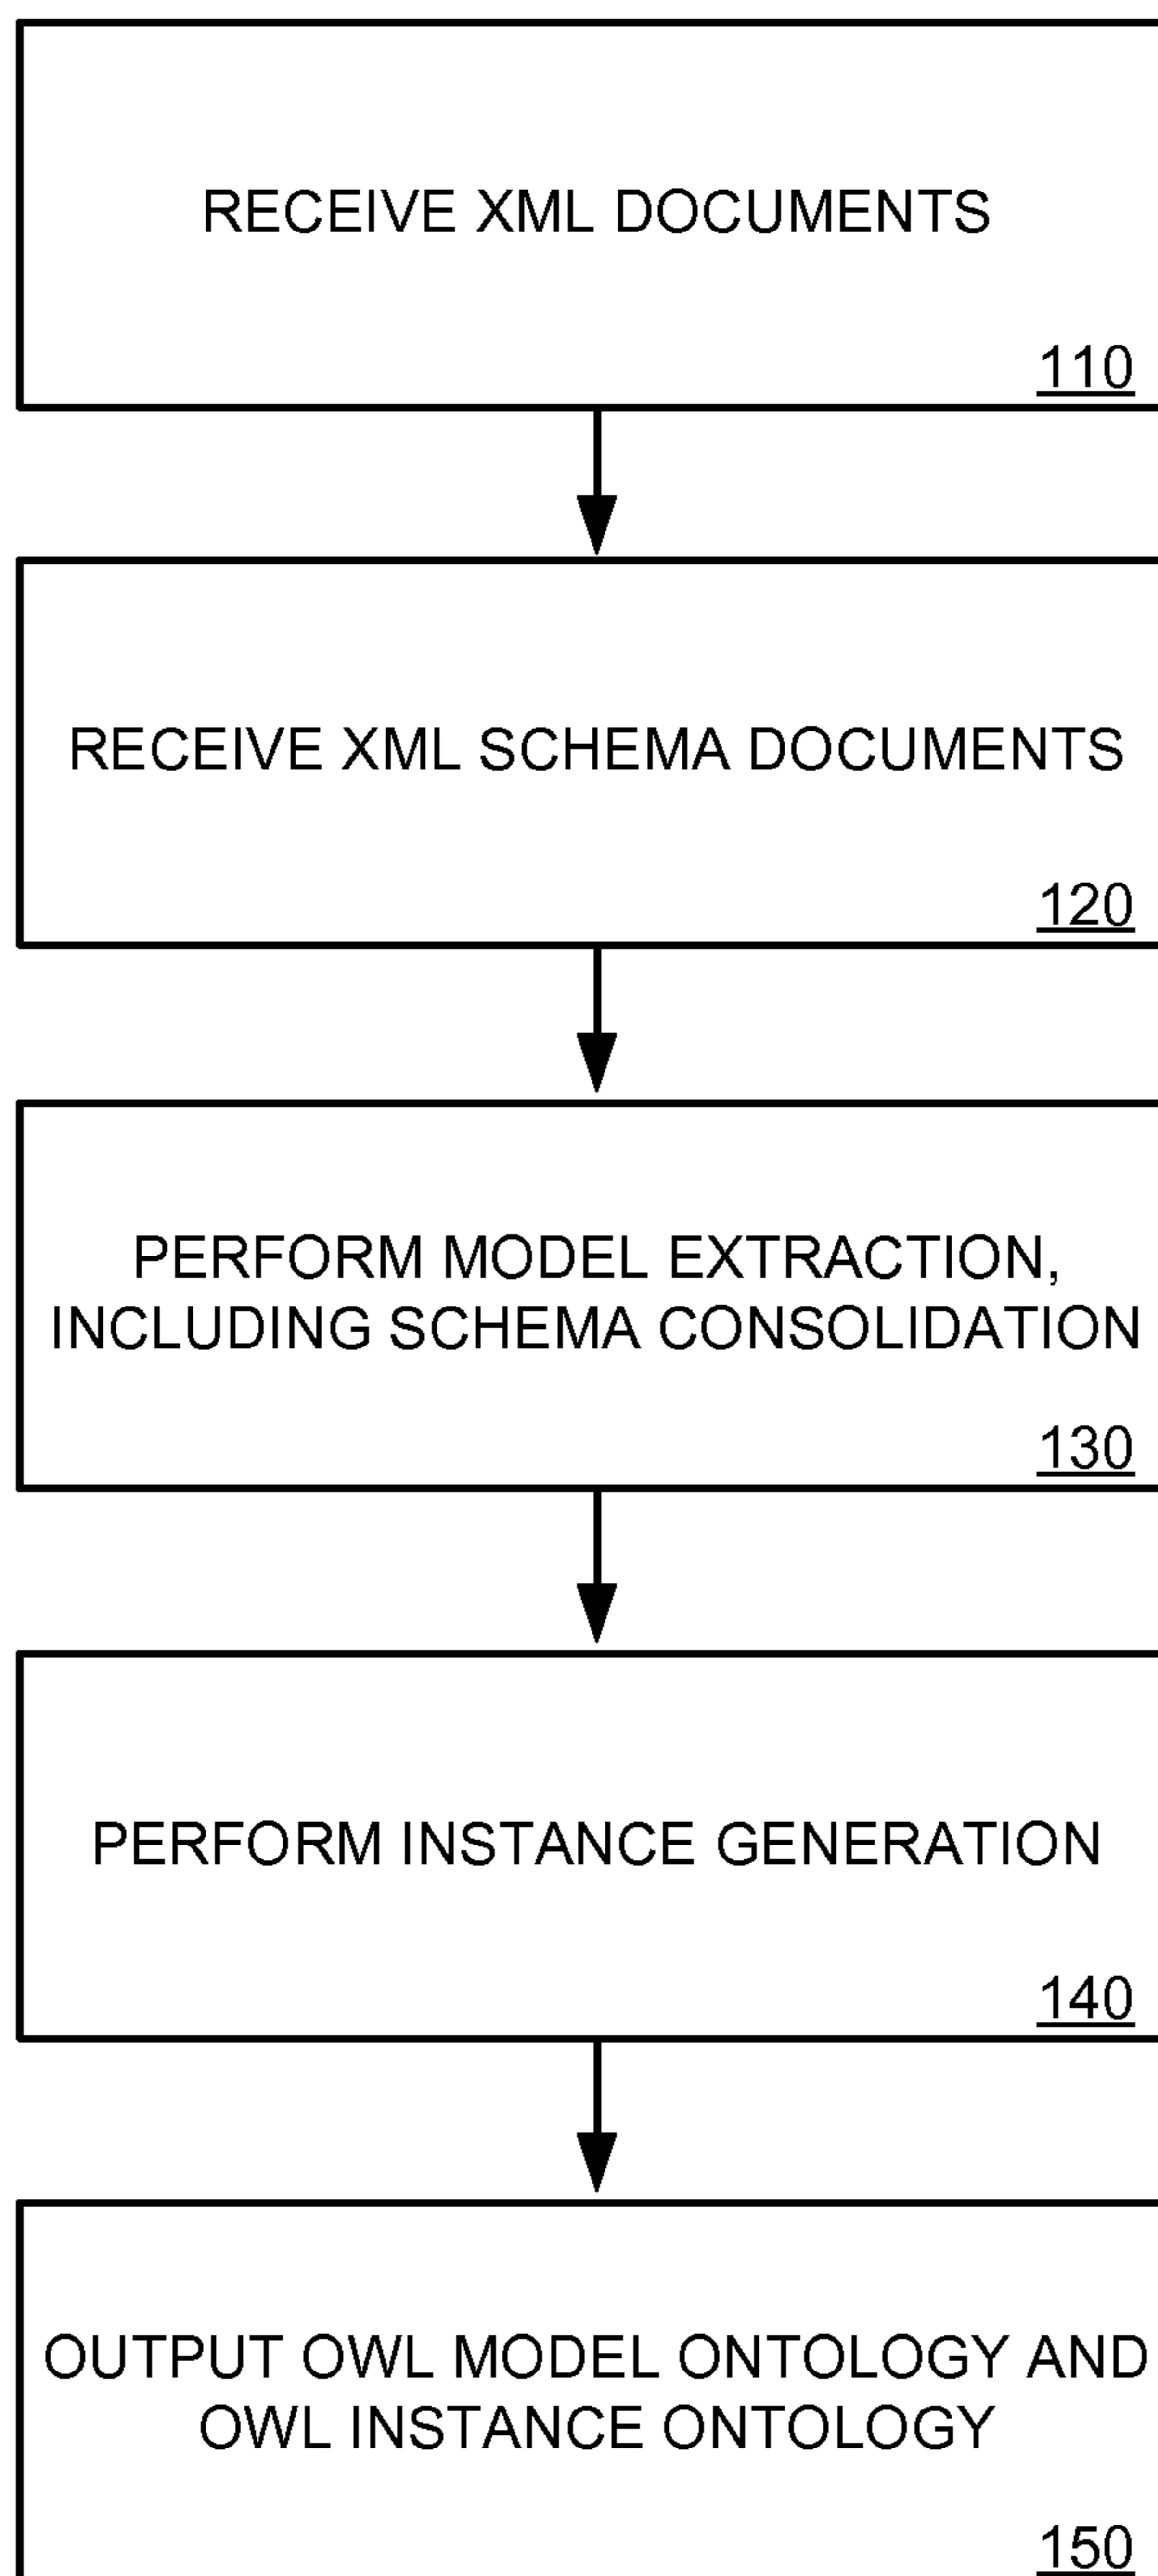 RECEIVE XML DOCUMENTS
110
RECEIVE XML SCHEMA DOCUMENTS
120
PERFORM MODEL EXTRACTION,
INCLUDING SCHEMA CONSOLIDATION
130
PERFORM INSTANCE GENERATION
140
OUTPUT OWL MODEL ONTOLOGY AND
OWL INSTANCE ONTOLOGY
150